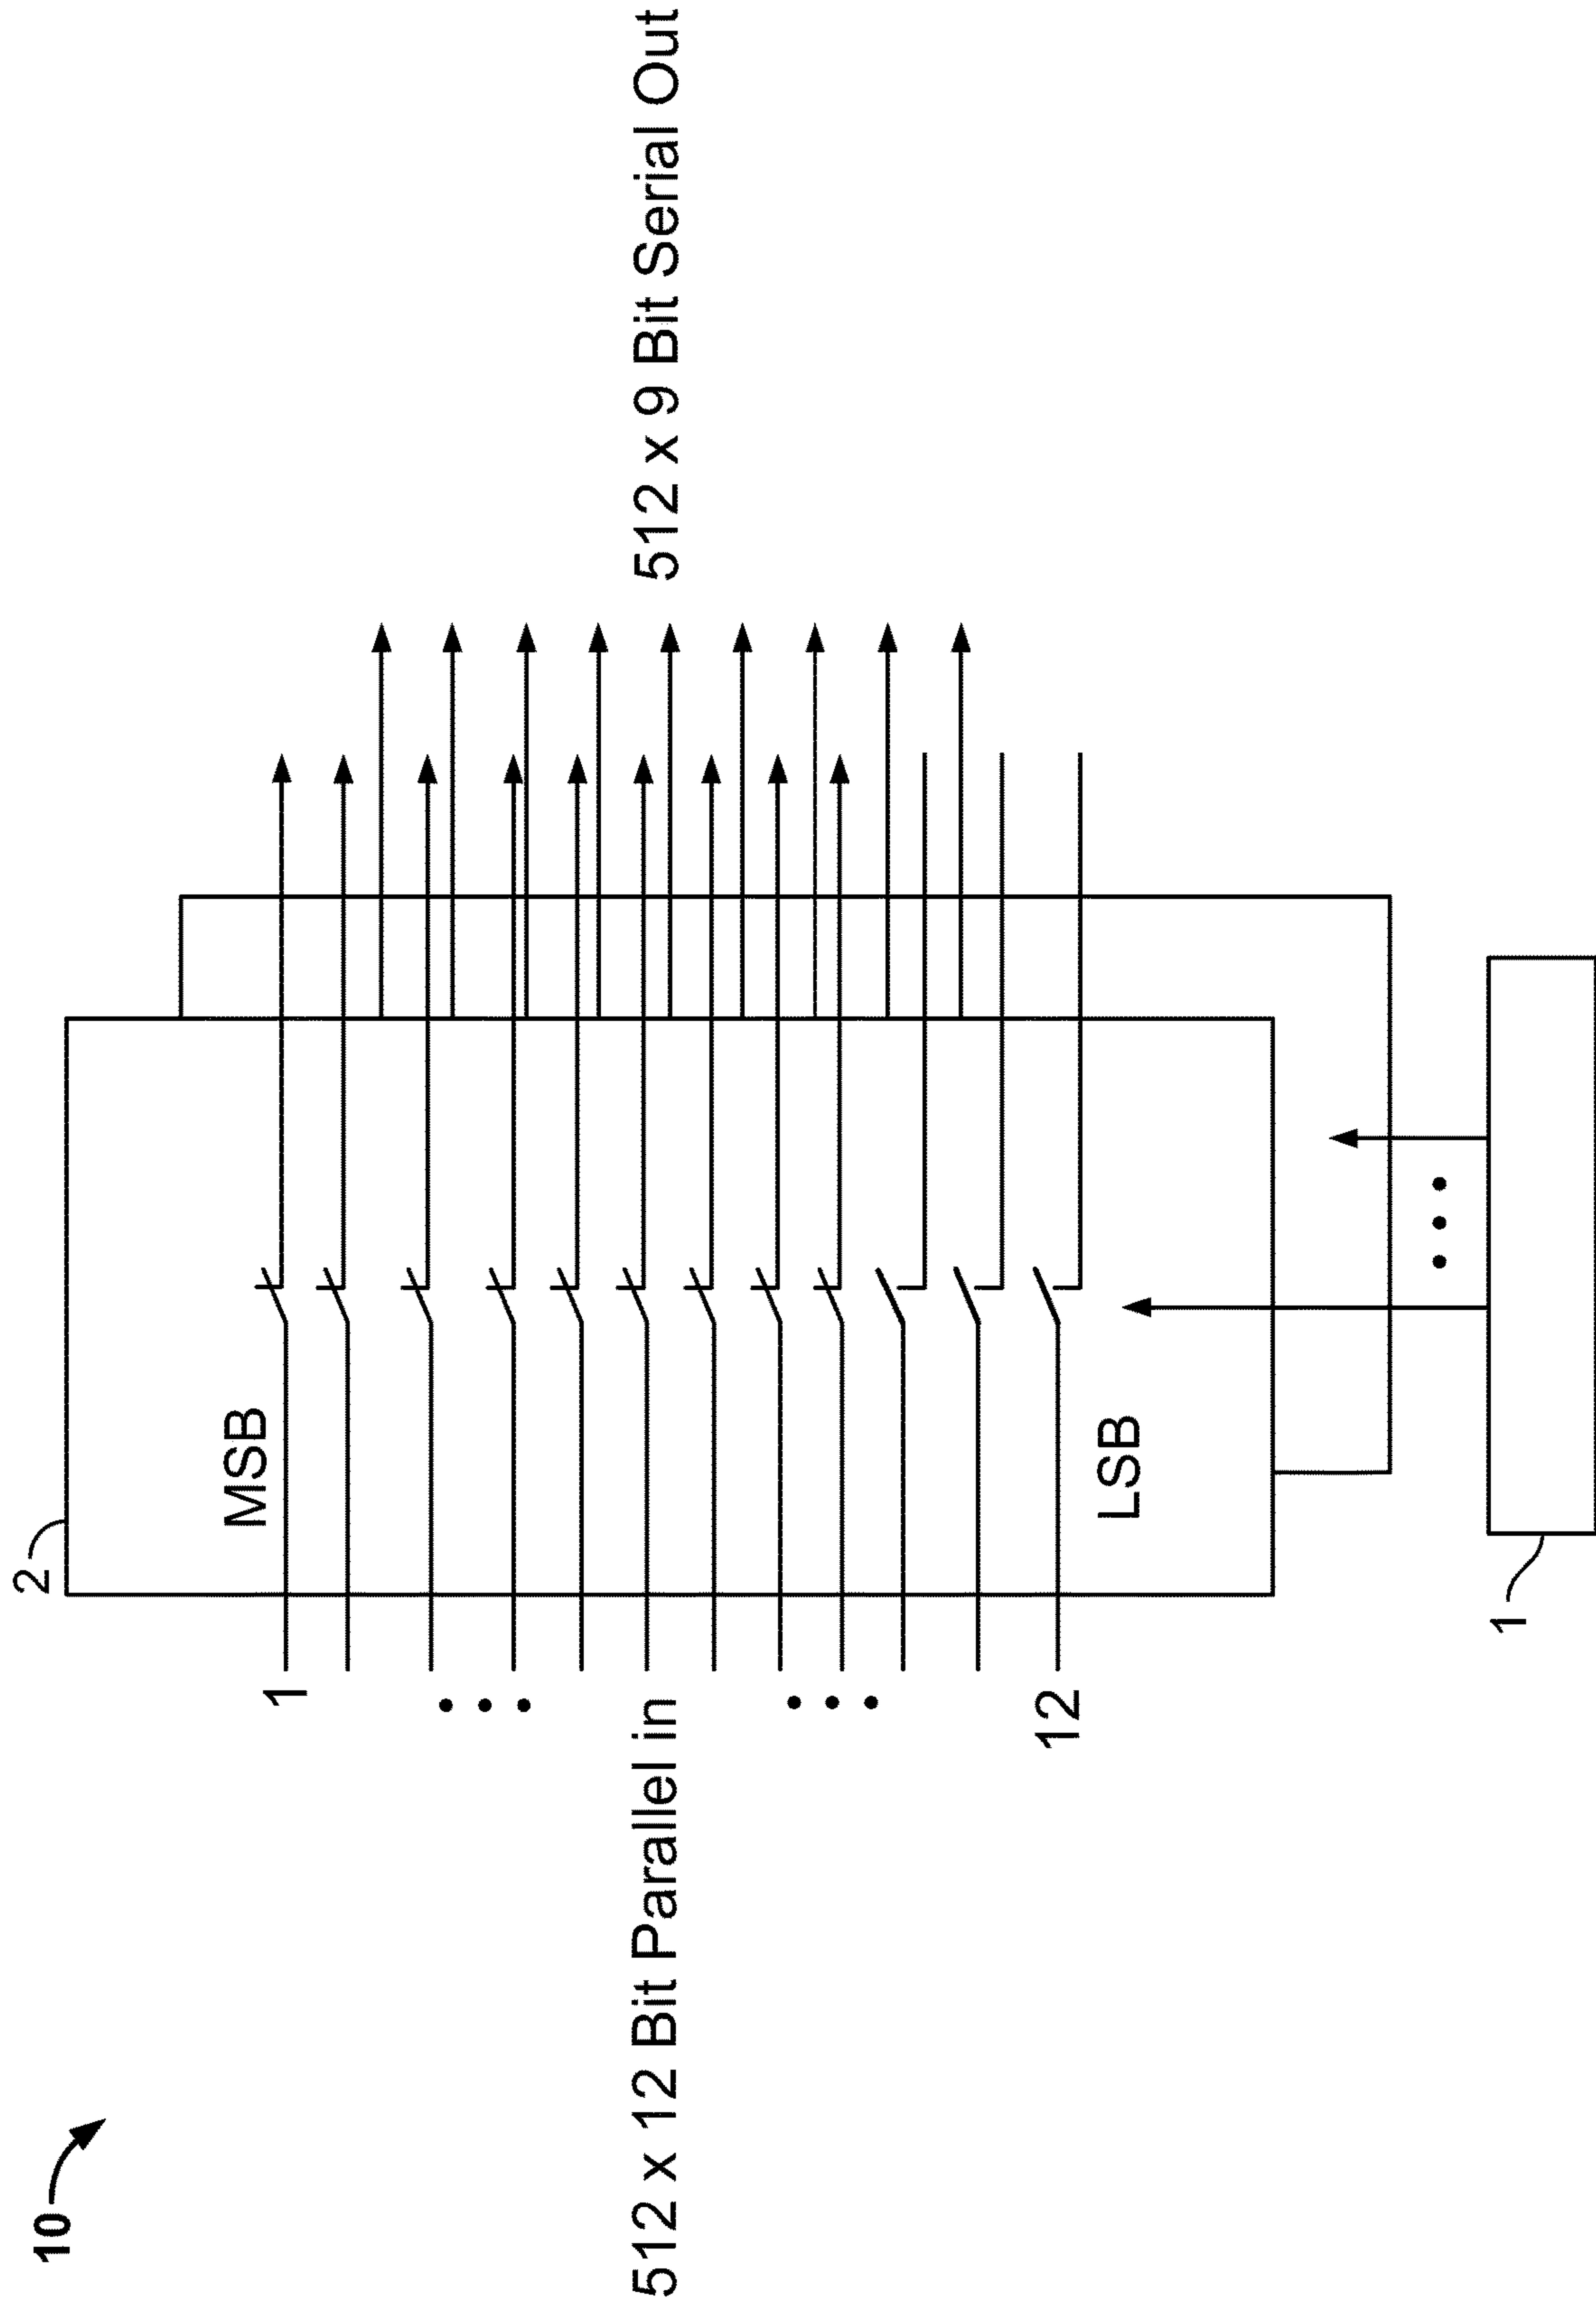 10
2
MSB
1
512 x 12 Bit Parallel in
512 x 9 Bit Serial Out
12
LSB
1